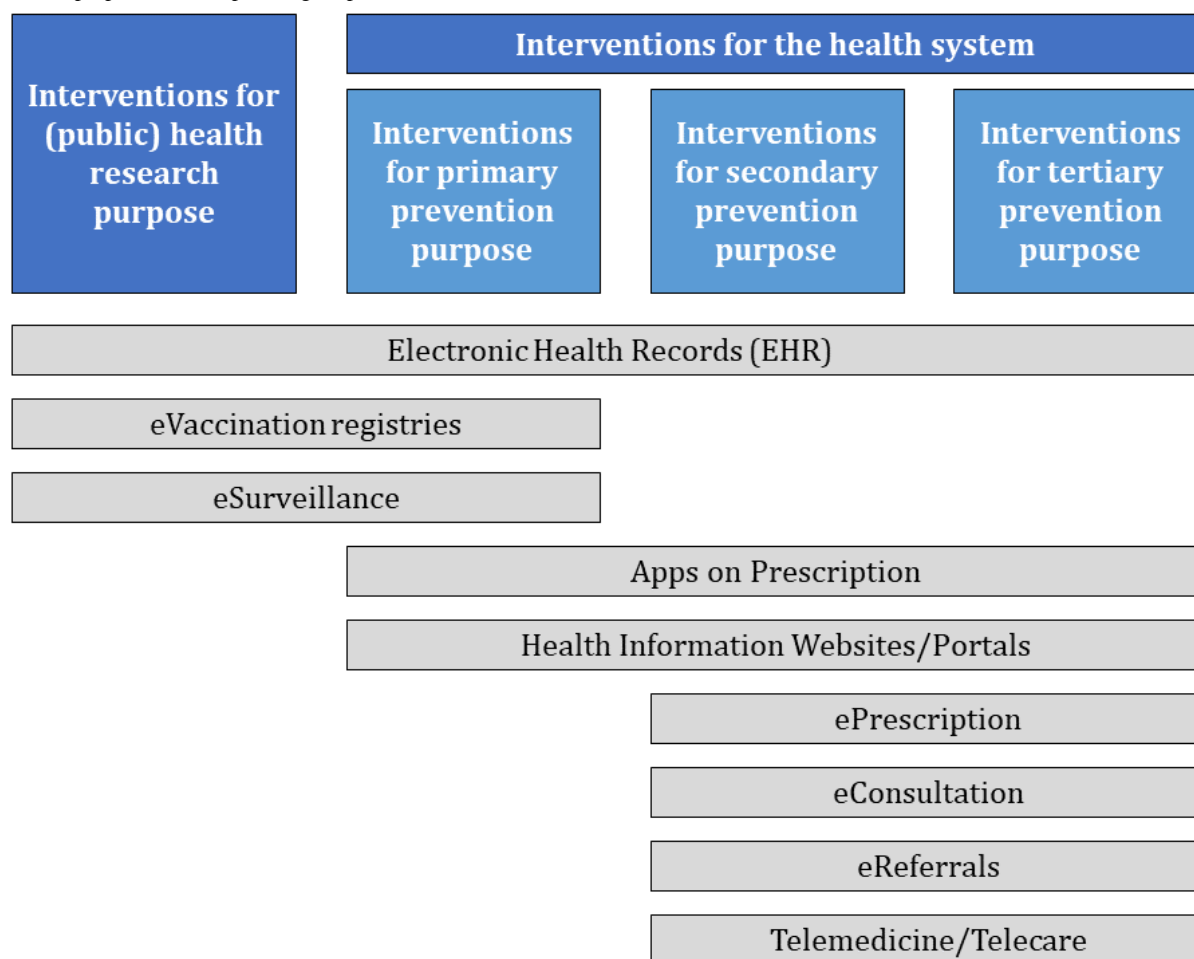 Interventions for
(public) health
research
purpose
Interventions for the health system
Interventions
for primary
prevention
purpose
Interventions
for secondary
prevention
purpose
Interventions
for tertiary
prevention
purpose
Electronic Health Records (EHR)
eVaccination registries
eSurveillance
Apps on Prescription
Health Information Websites/Portals
ePrescription
eConsultation
eReferrals
Telemedicine/Telecare